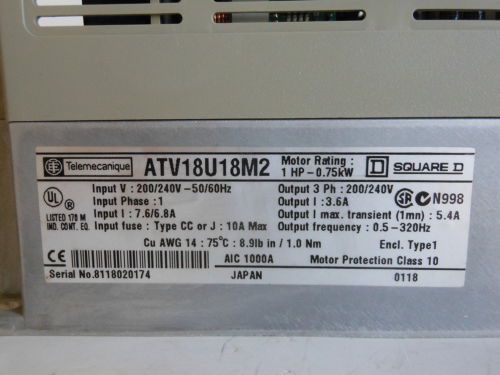 Telemecanique ATV18U18M2 Motor Rating : 1 HP - 0.75kW SQUARE D
Input V : 200/240V-50/60Hz Output 3 Ph : 200/240V
Input Phase : 1 Output I : 3.6A N998
Input I : 7.6/6.8A Output I max. transient (1mn) : 5.4A
Input fuse : Type CC or J : 10A Max Output frequency : 0.5-320Hz
UL
LISTED 170 M
IND. CONT. EQ.
Cu AWG 14 : 75°C : 8.9lb in / 1.0 Nm Encl. Type1
CE AIC 1000A Motor Protection Class 10
Serial No.8118020174 JAPAN 0118